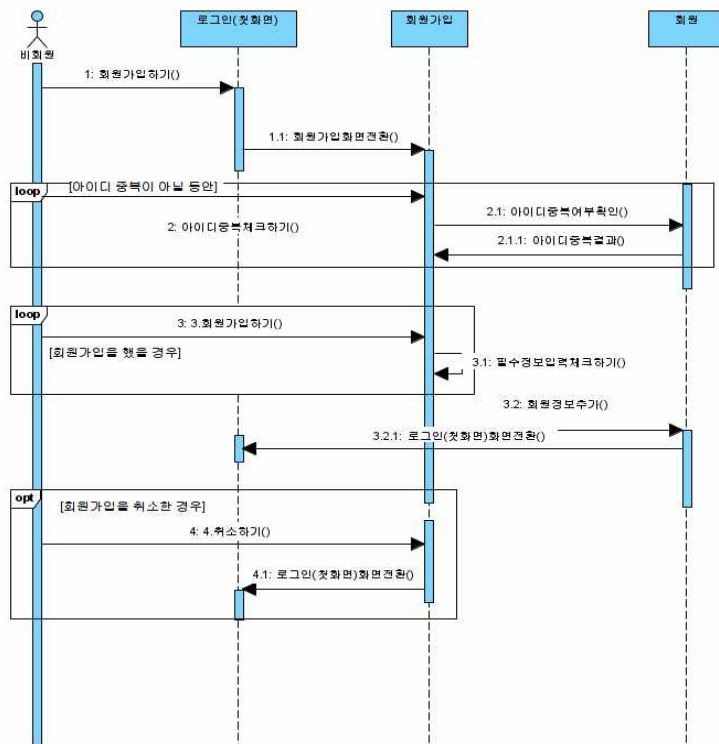 로그인(첫화면)
회원가입
회원
비회원
1: 회원가입하기()
1.1: 회원가입화면전환()
loop
[아이디 중복이 아닐 동안]
2: 아이디중복체크하기()
2.1: 아이디중복여부확인()
2.1.1: 아이디중복결과()
loop
3: 3.회원가입하기()
[회원가입을 했을 경우]
3.1: 필수정보입력체크하기()
3.2: 회원정보추가()
3.2.1: 로그인(첫화면)화면전환()
opt
[회원가입을 취소한 경우]
4: 4.취소하기()
4.1: 로그인(첫화면)화면전환()